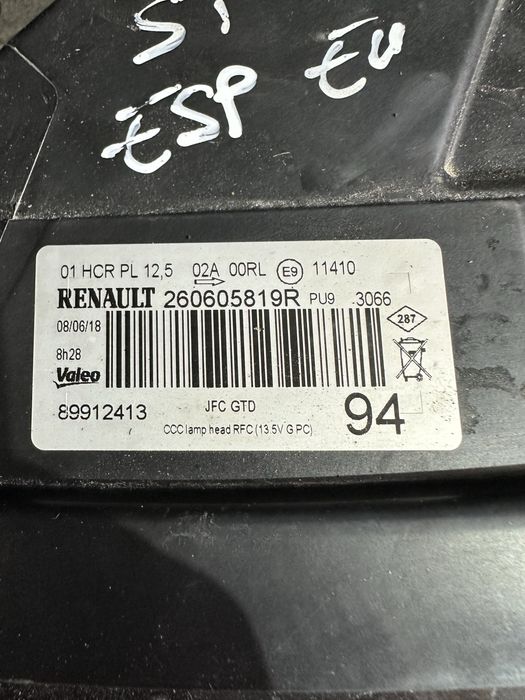 ESP EU
01 HCR PL 12,5 02A 00RL E9 11410
RENAULT 260605819R PU9 .3066
08/06/18
287
8h28
Valeo
89912413 JFC GTD 94
CCC lamp head RFC (13.5V G PC)